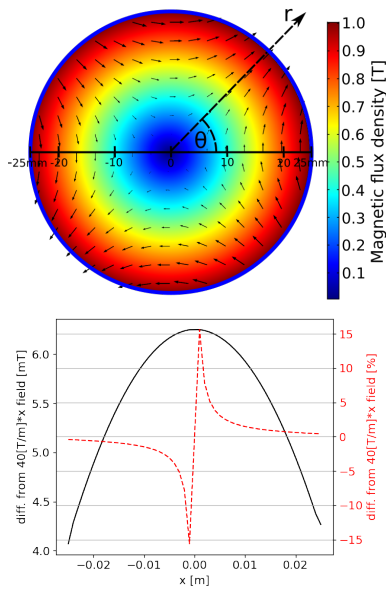 r
θ
-25mm -20 -10 0 10 20 25mm
Magnetic flux density [T]
1.0
0.9
0.8
0.7
0.6
0.5
0.4
0.3
0.2
0.1
diff. from 40[T/m]*x field [mT]
6.0
5.5
5.0
4.5
4.0
diff. from 40[T/m]*x field [%]
15
10
5
0
−5
−10
−15
−0.02 −0.01 0.00 0.01 0.02
x [m]